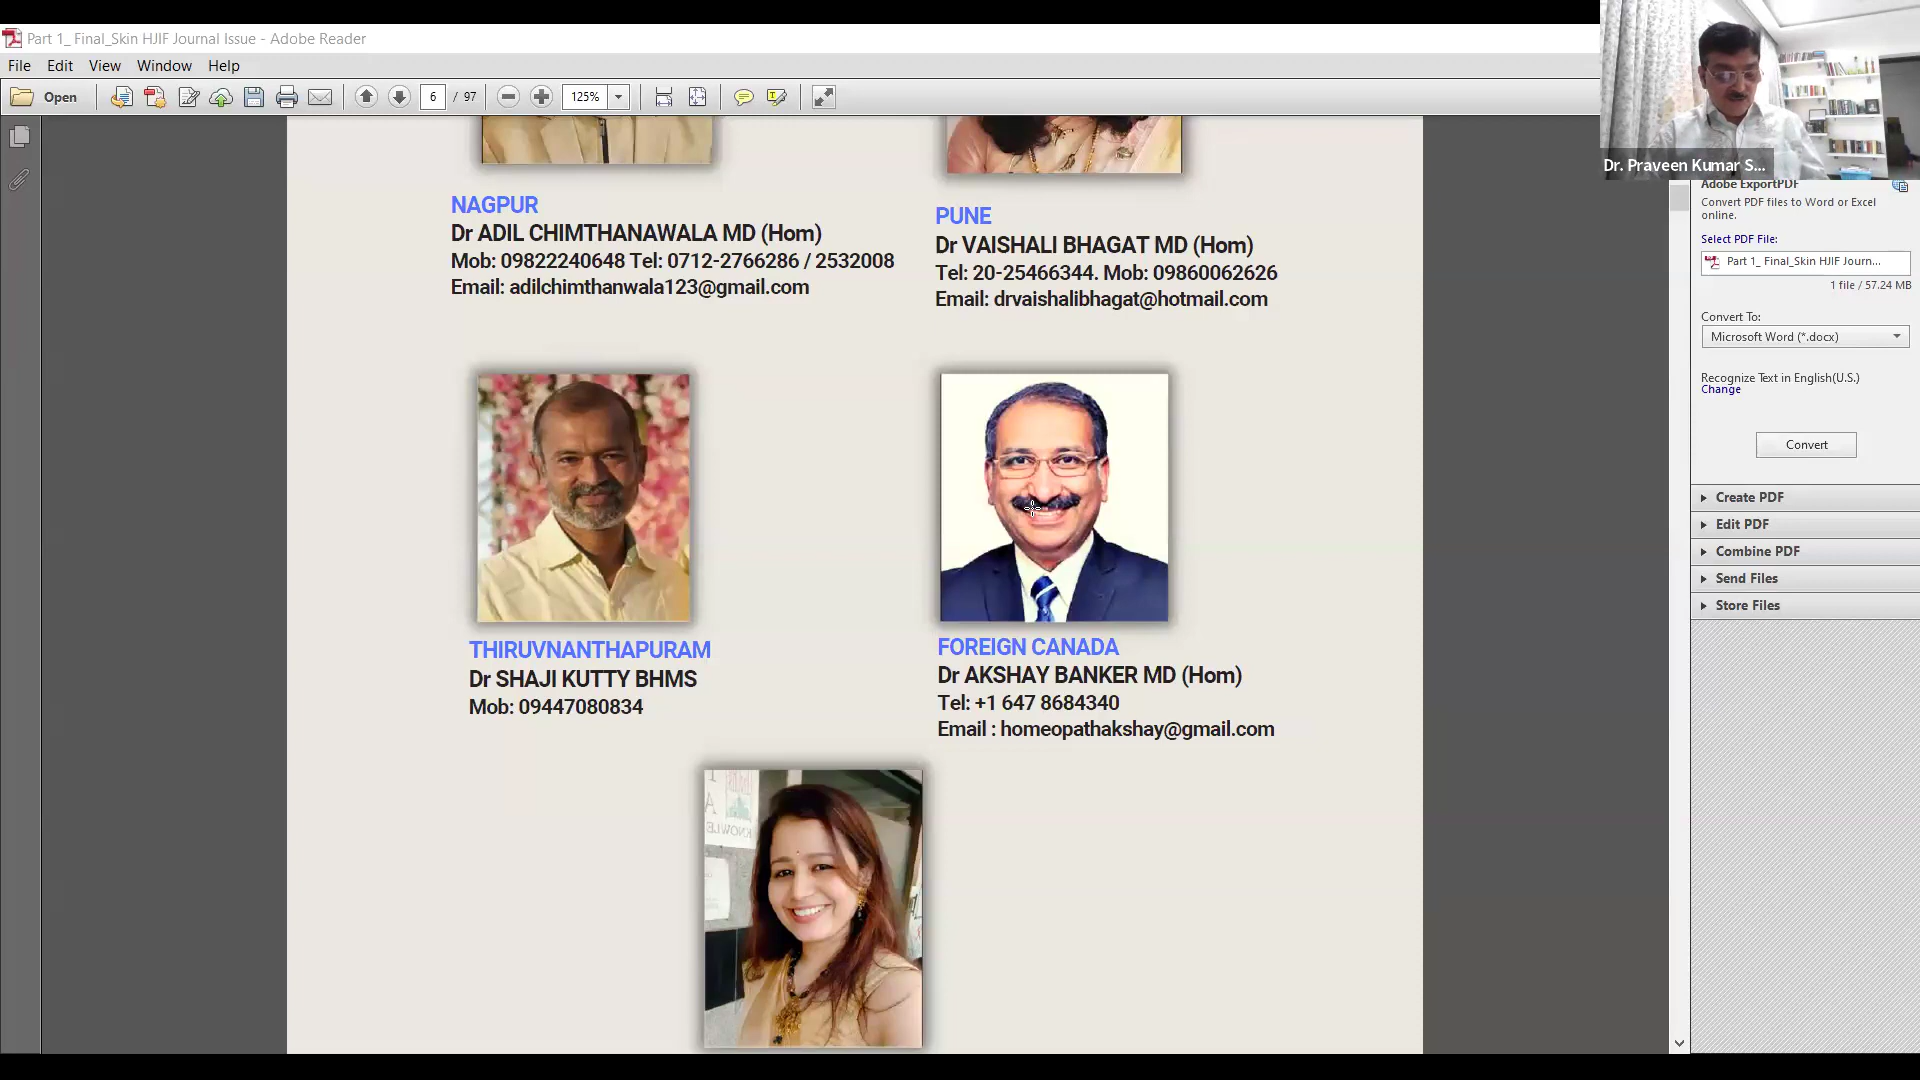 Part 1_ Final_Skin HJIF Journal Issue - Adobe Reader
File Edit View Window Help
Open 6 / 97 125%
Dr. Praveen Kumar S...
NAGPUR
Dr ADIL CHIMTHANAWALA MD (Hom)
Mob: 09822240648 Tel: 0712-2766286 / 2532008
Email: adilchimthanwala123@gmail.com
PUNE
Dr VAISHALI BHAGAT MD (Hom)
Tel: 20-25466344. Mob: 09860062626
Email: drvaishalibhagat@hotmail.com
THIRUVNANTHAPURAM
Dr SHAJI KUTTY BHMS
Mob: 09447080834
FOREIGN CANADA
Dr AKSHAY BANKER MD (Hom)
Tel: +1 647 8684340
Email : homeopathakshay@gmail.com
Adobe ExportPDF
Convert PDF files to Word or Excel
online.
Select PDF File:
Part 1_ Final_Skin HJIF Journ...
1 file / 57.24 MB
Convert To:
Microsoft Word (*.docx)
Recognize Text in English(U.S.)
Change
Convert
Create PDF
Edit PDF
Combine PDF
Send Files
Store Files